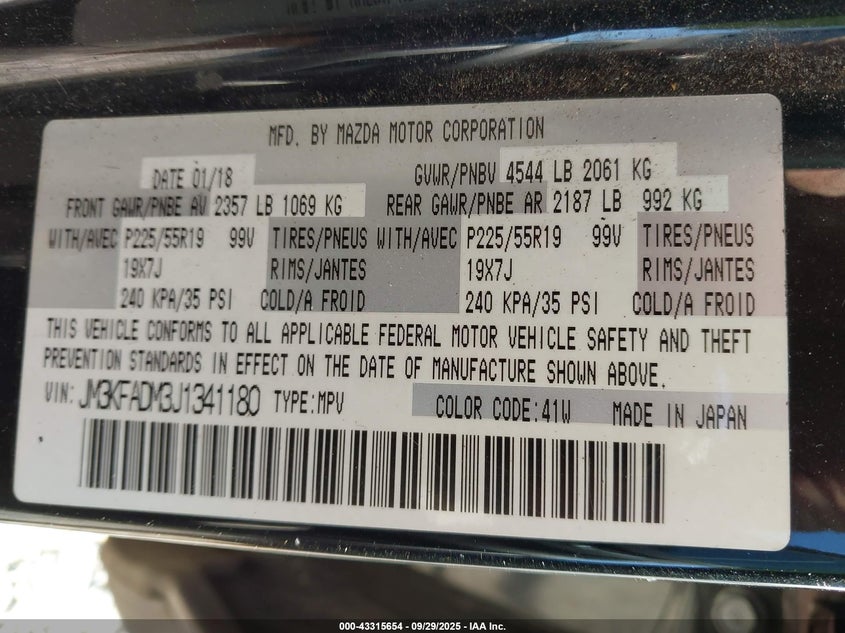 MFD. BY MAZDA MOTOR CORPORATION
DATE 01/18 GVWR/PNBV 4544 LB 2061 KG
FRONT GAWR/PNBE AV 2357 LB 1069 KG REAR GAWR/PNBE AR 2187 LB 992 KG
WITH/AVEC P225/55R19 99V TIRES/PNEUS WITH/AVEC P225/55R19 99V TIRES/PNEUS
19X7J RIMS/JANTES 19X7J RIMS/JANTES
240 KPA/35 PSI COLD/A FROID 240 KPA/35 PSI COLD/A FROID
THIS VEHICLE CONFORMS TO ALL APPLICABLE FEDERAL MOTOR VEHICLE SAFETY AND THEFT
PREVENTION STANDARDS IN EFFECT ON THE DATE OF MANUFACTURE SHOWN ABOVE.
VIN: JM3KFADM3J1341180 TYPE:MPV COLOR CODE:41W MADE IN JAPAN
000-43315654 - 09/29/2025 - IAA Inc.